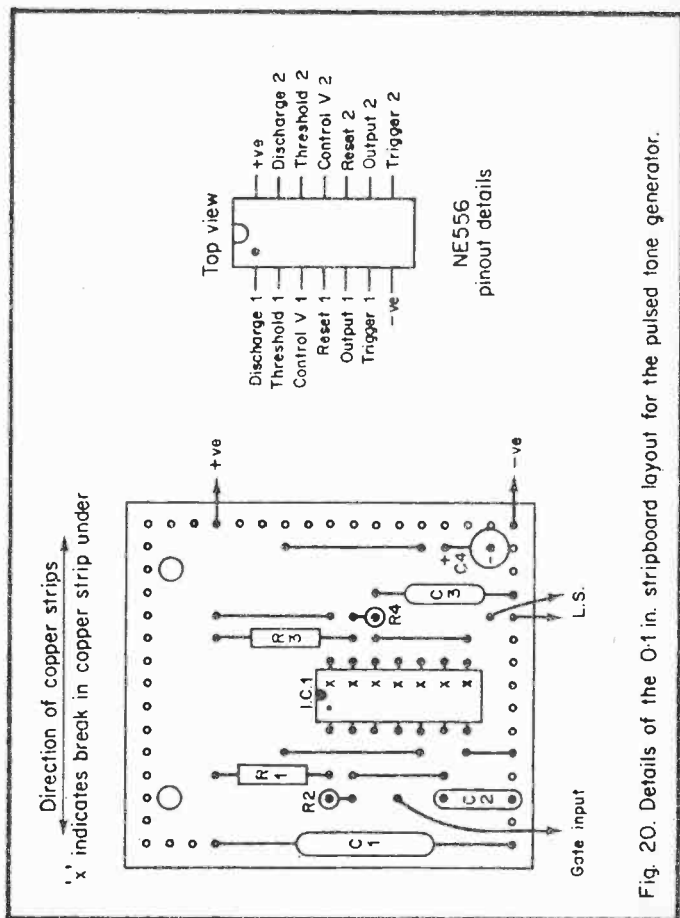 Direction of copper strips
'x' indicates break in copper strip under
+ve
-ve
L.S.
Gate input
C1
R2
R1
C2
I.C.1
x
x
x
x
x
x
x
R3
R4
C3
+
C4
-
Top view
Discharge 1
Threshold 1
Control V 1
Reset 1
Output 1
Trigger 1
-ve
+ve
Discharge 2
Threshold 2
Control V 2
Reset 2
Output 2
Trigger 2
NE556
pinout details
Fig. 20. Details of the 0·1 in. stripboard layout for the pulsed tone generator.